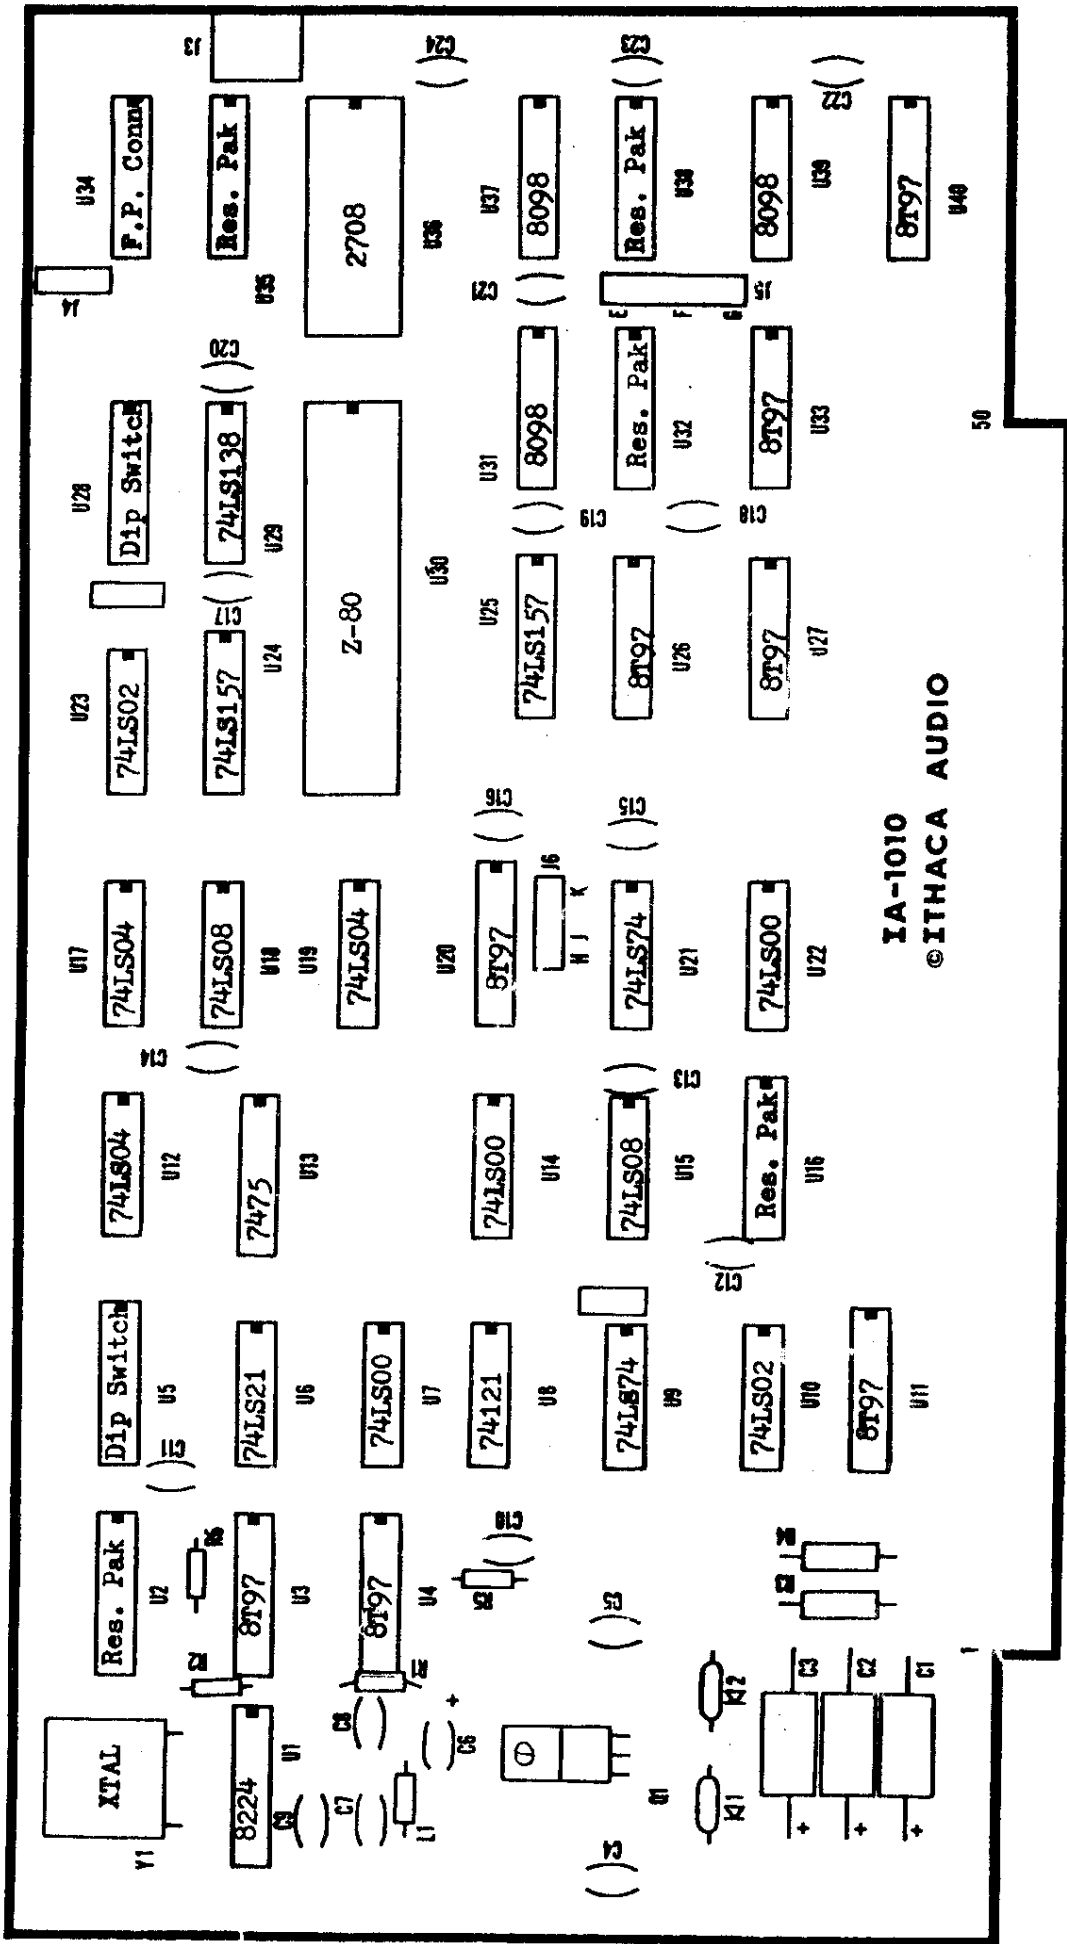 J3
C24
C23
C22
U34
F.P. Conn
Res. Pak
U35
2708
U36
U37
8098
Res. Pak
U38
8098
U39
8T97
U40
J4
C21
J5
E
F
G
C20
U28
Dip Switch
74LS138
U29
Z-80
U30
U31
8098
Res. Pak
U32
8T97
U33
50
C19
C18
C17
U23
74LS02
74LS157
U24
U25
74LS157
8T97
U26
8T97
U27
C16
C15
U17
74LS04
74LS08
U18
U19
74LS04
U20
8T97
J6
H J K
74LS74
U21
74LS00
U22
IA-1010
©ITHACA AUDIO
C14
C13
74LS04
U12
7475
U13
74LS00
U14
74LS08
U15
Res. Pak
U16
C12
Dip Switch
U5
74LS21
U6
74LS00
U7
74121
U8
74LS74
U9
74LS02
U10
8T97
U11
C11
Res. Pak
U2
R6
8T97
U3
8T97
U4
C10
C5
R4
R3
R2
R1
1
XTAL
Y1
8224
U1
C9
C8
C7
C6
+
L1
Q1
C4
C3
C2
C1
+
+
+